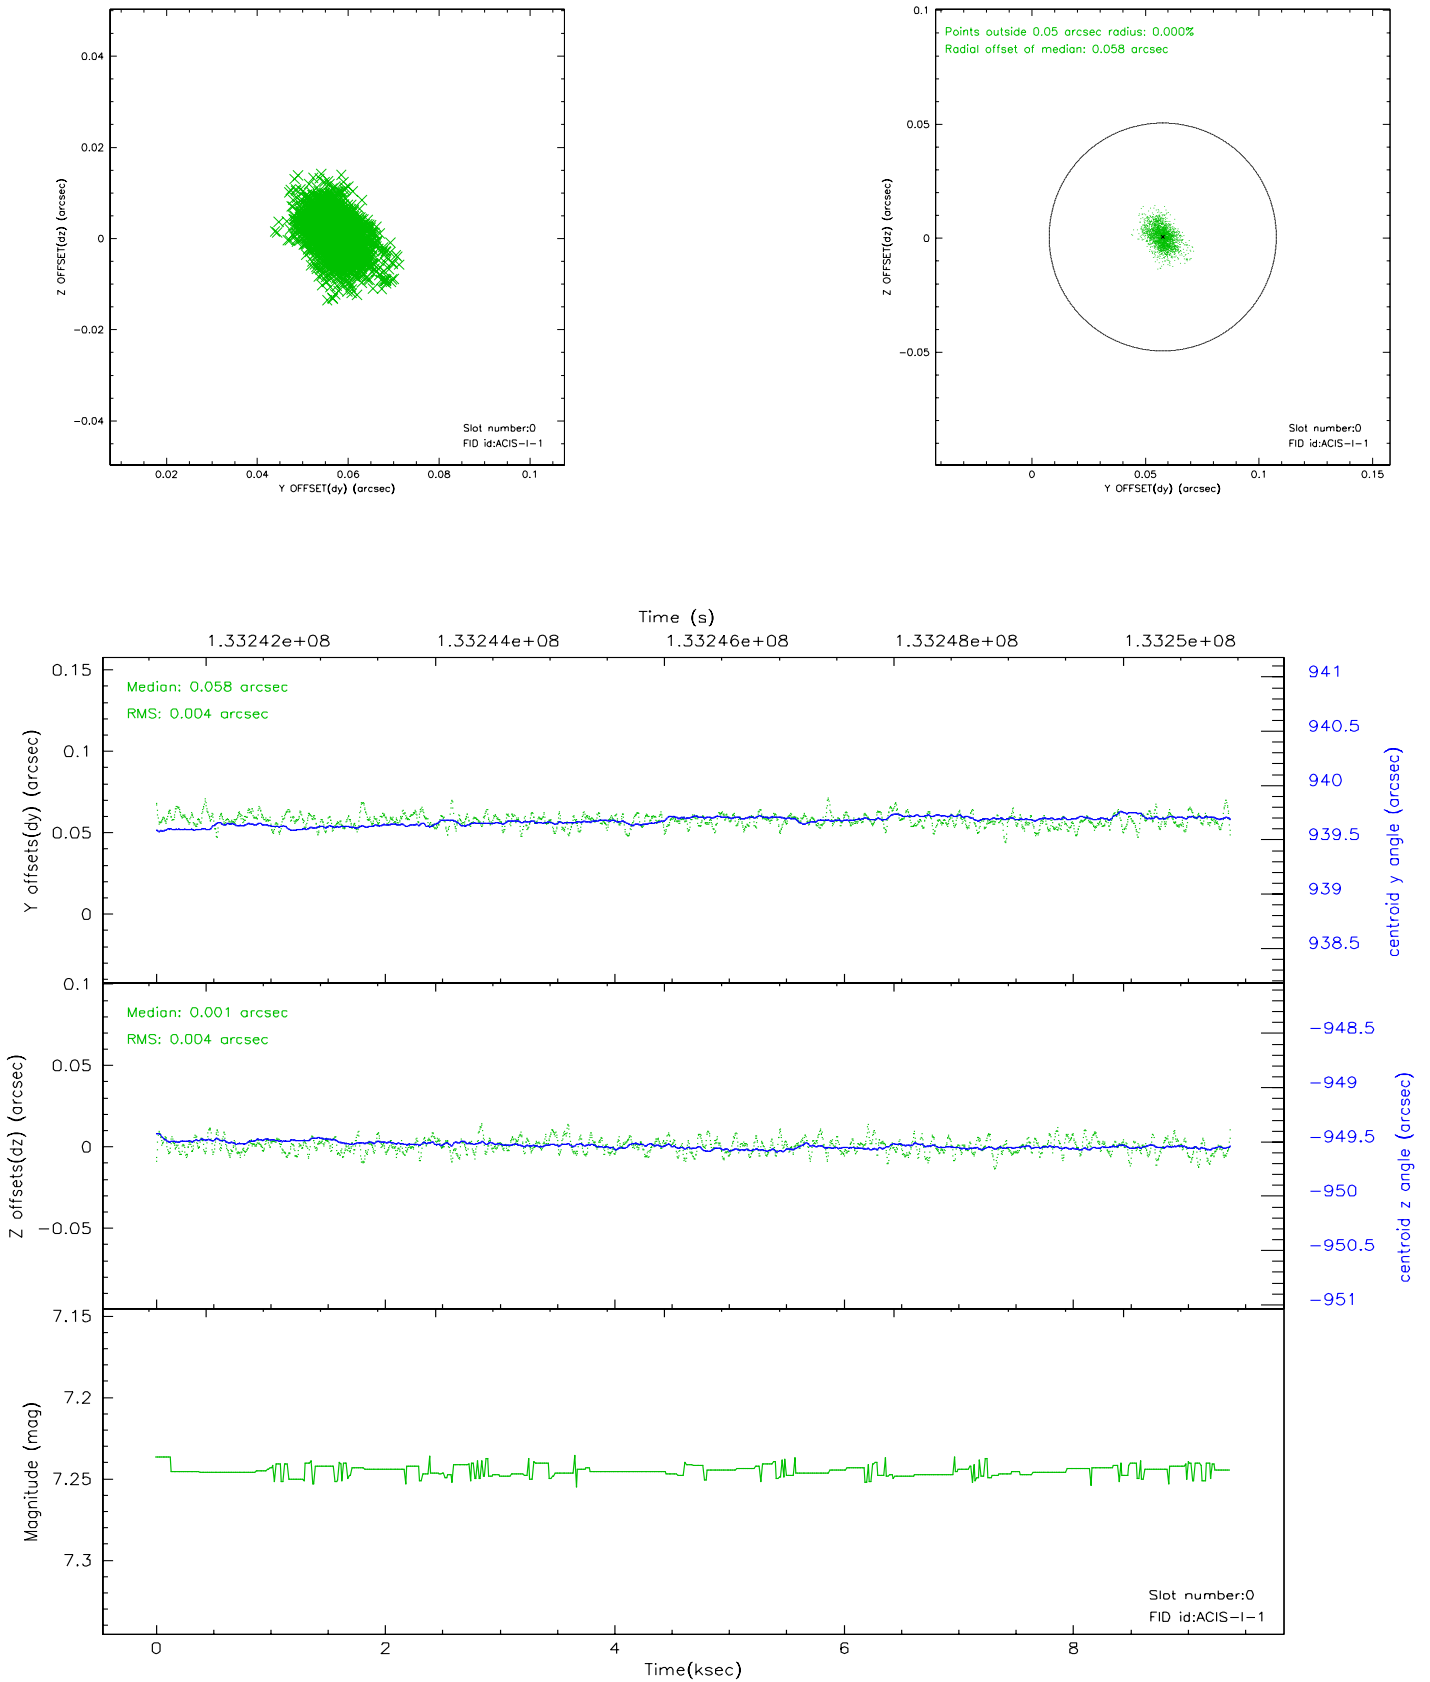 0.04
0.02
0
−0.02
−0.04
Z OFFSET(dz) (arcsec)
Slot number:0
FID id:ACIS−I−1
0.02 0.04 0.06 0.08 0.1
Y OFFSET(dy) (arcsec)
0.1
Points outside 0.05 arcsec radius: 0.000%
Radial offset of median: 0.058 arcsec
0.05
0
−0.05
Z OFFSET(dz) (arcsec)
Slot number:0
FID id:ACIS−I−1
0 0.05 0.1 0.15
Y OFFSET(dy) (arcsec)
Time (s)
1.33242e+08 1.33244e+08 1.33246e+08 1.33248e+08 1.3325e+08
0.15
0.1
0.05
0
Y offsets(dy) (arcsec)
Median: 0.058 arcsec
RMS: 0.004 arcsec
941
940.5
940
939.5
939
938.5
centroid y angle (arcsec)
0.1
0.05
0
−0.05
Z offsets(dz) (arcsec)
Median: 0.001 arcsec
RMS: 0.004 arcsec
−948.5
−949
−949.5
−950
−950.5
−951
centroid z angle (arcsec)
7.15
7.2
7.25
7.3
Magnitude (mag)
Slot number:0
FID id:ACIS−I−1
0 2 4 6 8
Time(ksec)